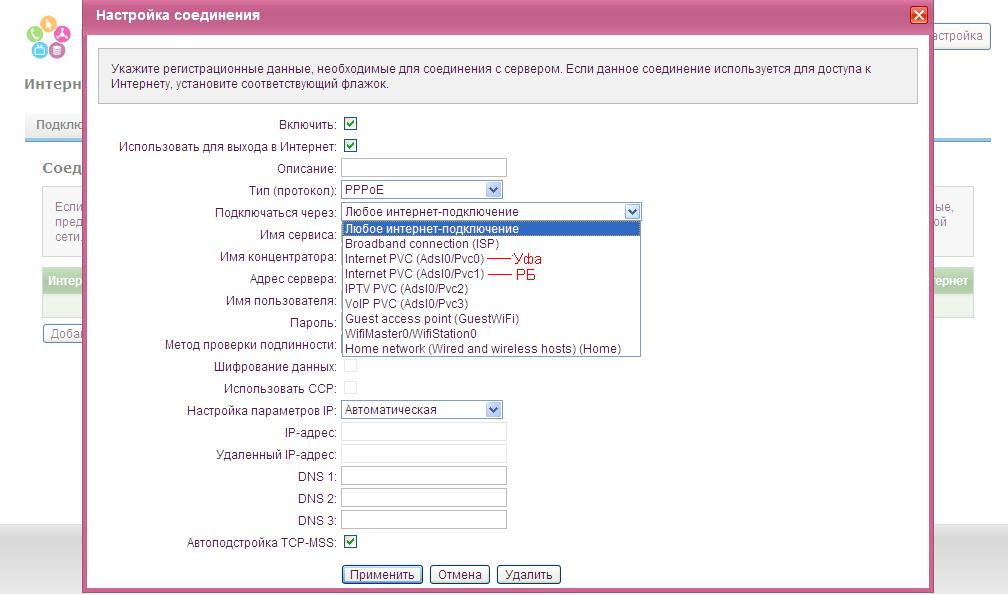 Настройка соединения
астройка
Интерн
Укажите регистрационные данные, необходимые для соединения с сервером. Если данное соединение используется для доступа к
Интернету, установите соответствующий флажок.
Подклю
Включить:
Использовать для выхода в Интернет:
Соед
Описание:
Тип (протокол): PPPoE
Если
ые,
Подключаться через: Любое интернет-подключение
пред
ой
Любое интернет-подключение
сети.
Имя сервиса:
Broadband connection (ISP)
Имя концентратора:
Internet PVC (Adsl0/Pvc0) Уфа
Internet PVC (Adsl0/Pvc1) РБ
Интер
Адрес сервера:
ернет
IPTV PVC (Adsl0/Pvc2)
Имя пользователя:
VoIP PVC (Adsl0/Pvc3)
Guest access point (GuestWiFi)
Пароль:
Доба
WifiMaster0/WifiStation0
Метод проверки подлинности:
Home network (Wired and wireless hosts) (Home)
Шифрование данных:
Использовать CCP:
Настройка параметров IP: Автоматическая
IP-адрес:
Удаленный IP-адрес:
DNS 1:
DNS 2:
DNS 3:
Автоподстройка TCP-MSS:
Применить Отмена Удалить